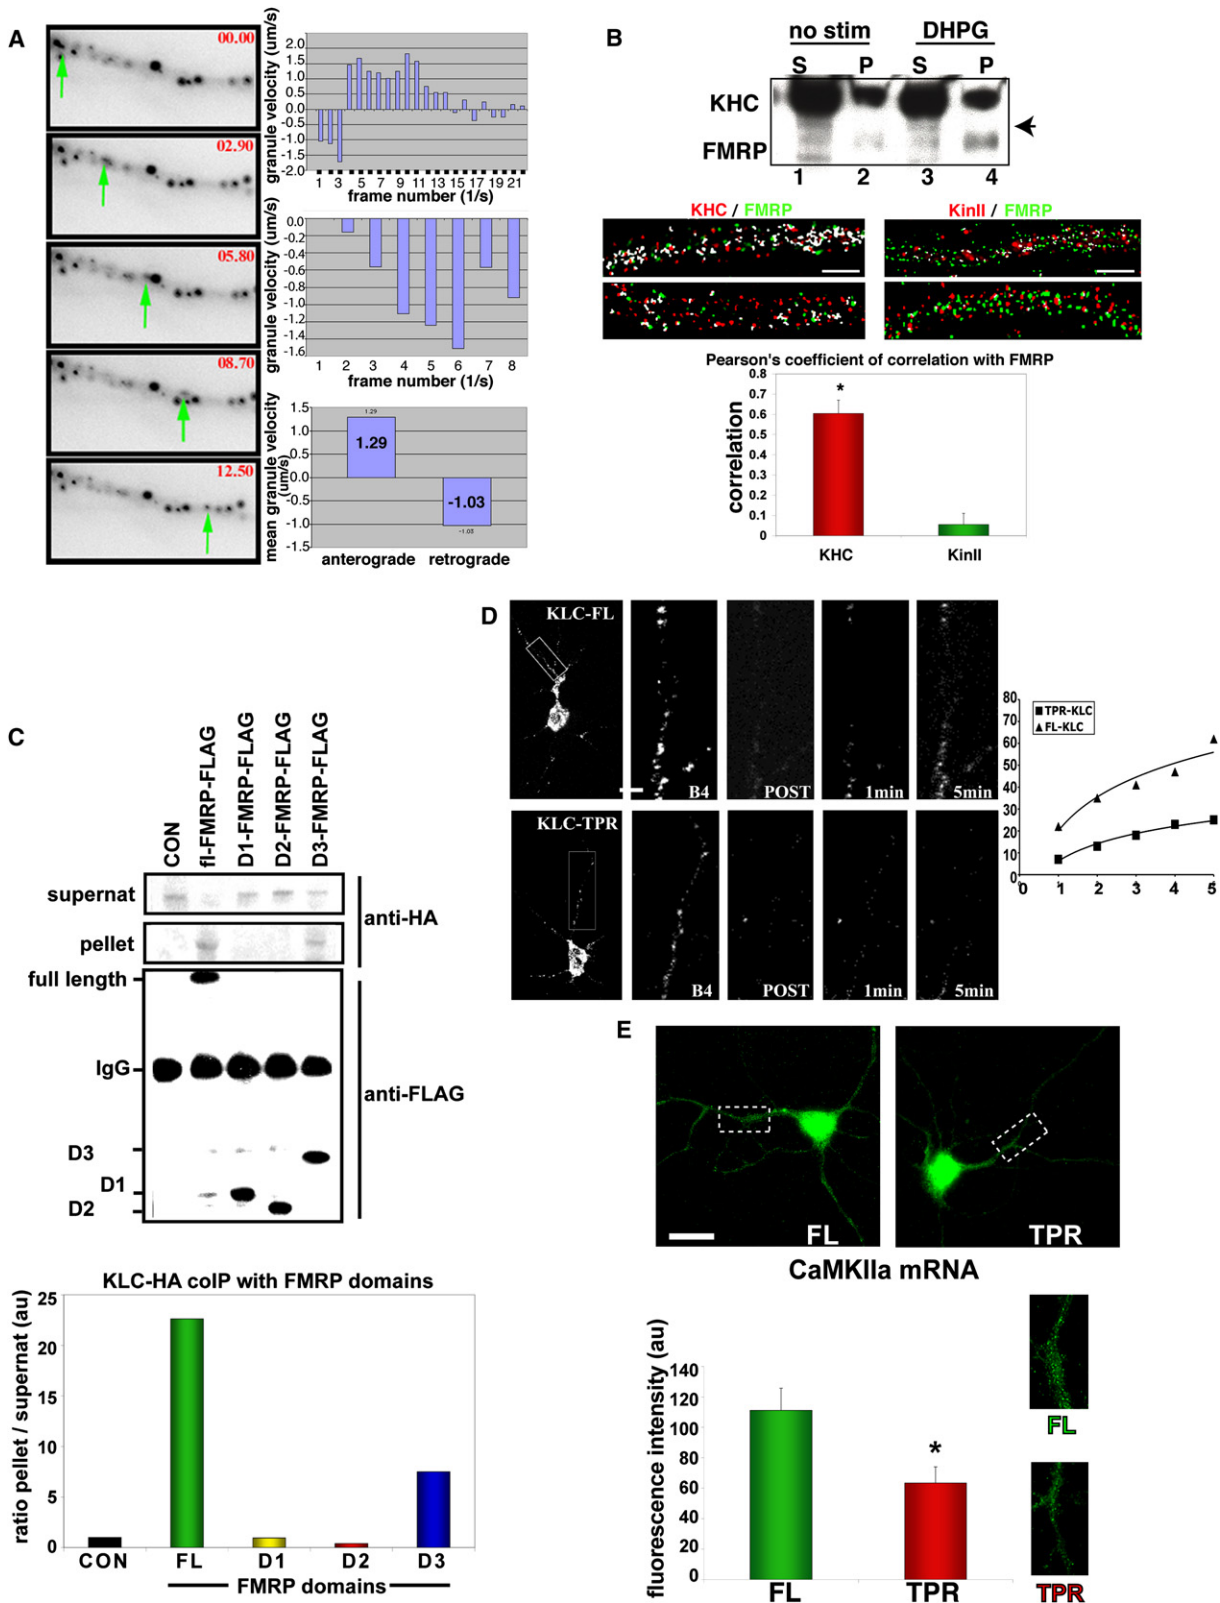 A
00.00
02.90
05.80
08.70
12.50
granule velocity (um/s)
2.0
1.5
1.0
0.5
0.0
-0.5
-1.0
-1.5
-2.0
1 3 5 7 9 11 13 15 17 19 21
frame number (1/s)
granule velocity (um/s)
0.0
-0.2
-0.4
-0.6
-0.8
-1.0
-1.2
-1.4
-1.6
1 2 3 4 5 6 7 8
frame number (1/s)
mean granule velocity (um/s)
1.5
1.0
0.5
0.0
-0.5
-1.0
-1.5
1.29
1.29
-1.03
anterograde retrograde
B
no stim DHPG
S P S P
KHC
FMRP
1 2 3 4
KHC / FMRP
KinII / FMRP
Pearson's coefficient of correlation with FMRP
correlation
0.8
0.7
0.6
0.5
0.4
0.3
0.2
0.1
0
*
KHC KinII
C
CON
fl-FMRP-FLAG
D1-FMRP-FLAG
D2-FMRP-FLAG
D3-FMRP-FLAG
supernat
pellet
anti-HA
full length
IgG
anti-FLAG
D3
D1
D2
KLC-HA coIP with FMRP domains
ratio pellet / supernat (au)
25
20
15
10
5
0
CON FL D1 D2 D3
FMRP domains
D
KLC-FL
B4
POST
1min
5min
KLC-TPR
B4
POST
1min
5min
80
70
60
50
40
30
20
10
0
TPR-KLC
FL-KLC
0 1 2 3 4 5
E
FL
TPR
CaMKIIa mRNA
fluorescence intensity (au)
140
120
100
80
60
40
20
0
*
FL TPR
FL
TPR